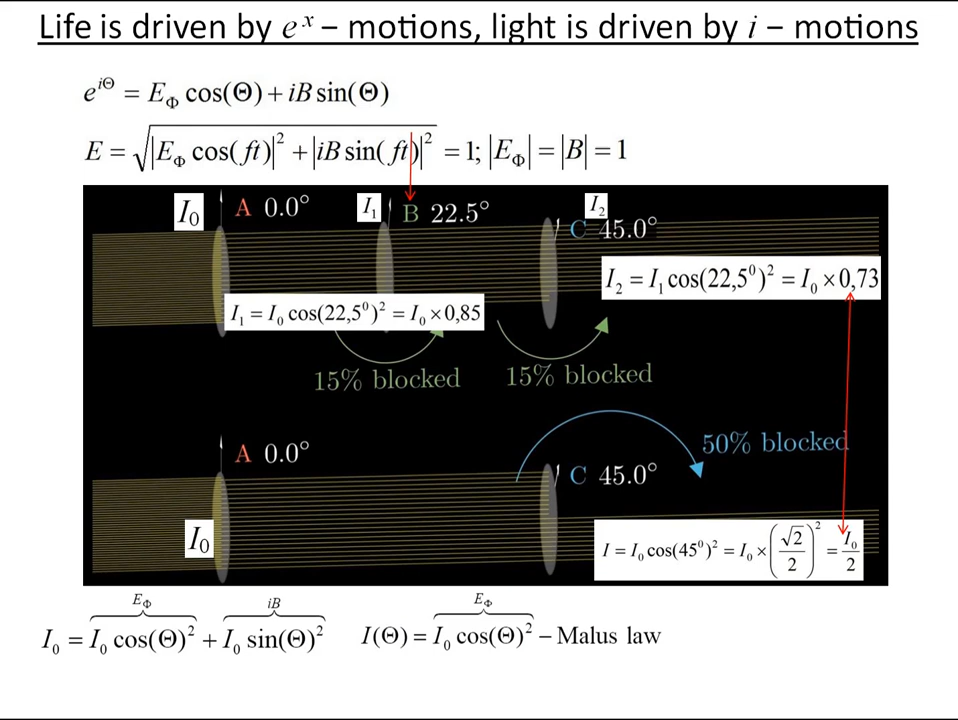 Life is driven by eˣ − motions, light is driven by i − motions
e^{iΘ} = E_Φ cos(Θ) + iB sin(Θ)
E = √(|E_Φ cos(ft)|² + |iB sin(ft)|²) = 1; |E_Φ| = |B| = 1
I₀ A 0.0° I₁ B 22.5° I₂ C 45.0°
I₂ = I₁ cos(22,5⁰)² = I₀ × 0,73
I₁ = I₀ cos(22,5⁰)² = I₀ × 0,85
15% blocked 15% blocked
50% blocked
A 0.0° C 45.0°
I₀
I = I₀ cos(45⁰)² = I₀ × (√2/2)² = I₀/2
E_Φ iB E_Φ
I₀ = I₀ cos(Θ)² + I₀ sin(Θ)² I(Θ) = I₀ cos(Θ)² − Malus law